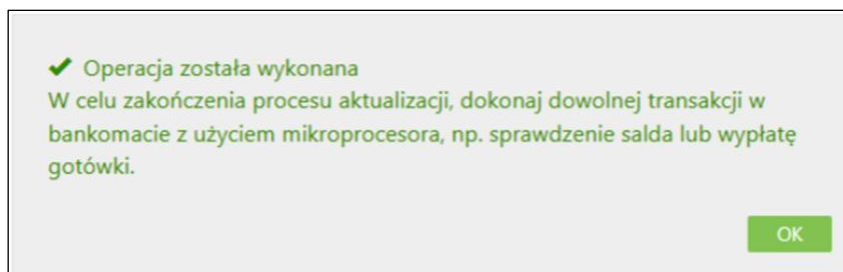 ✔ Operacja została wykonana
W celu zakończenia procesu aktualizacji, dokonaj dowolnej transakcji w
bankomacie z użyciem mikroprocesora, np. sprawdzenie salda lub wypłatę
gotówki.
OK